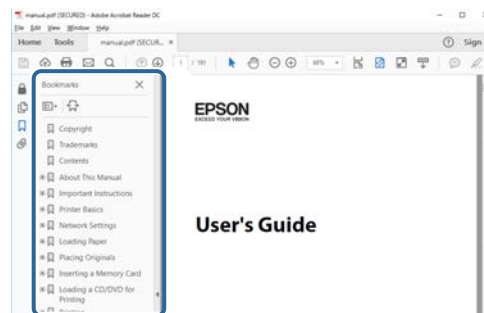 manual.pdf (SECURED) - Adobe Acrobat Reader DC
File Edit View Window Help
Home Tools manual.pdf (SECUR... ×
Sign
1 / 191
Bookmarks
Copyright
Trademarks
Contents
About This Manual
Important Instructions
Printer Basics
Network Settings
Loading Paper
Placing Originals
Inserting a Memory Card
Loading a CD/DVD for
Printing
Printing
EPSON
EXCEED YOUR VISION
User's Guide